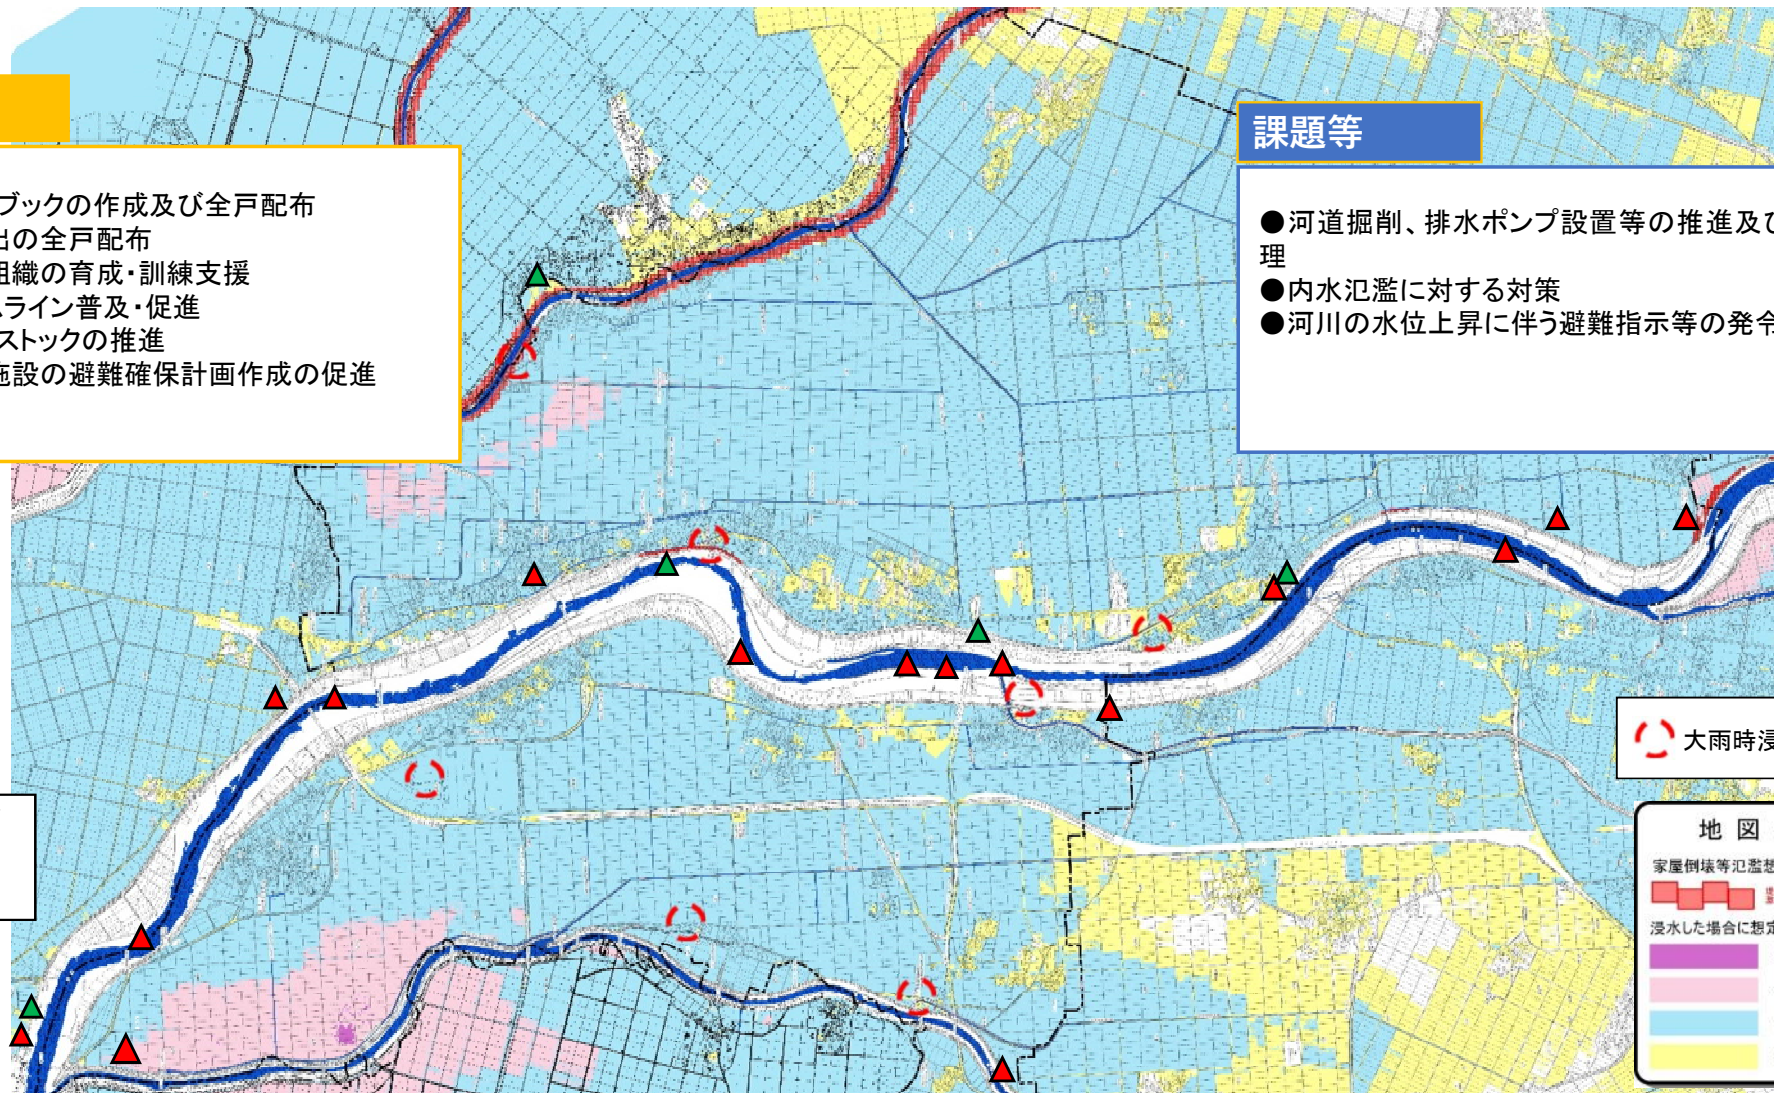 ブックの作成及び全戸配布
出の全戸配布
組織の育成・訓練支援
ライン普及・促進
ストックの推進
施設の避難確保計画作成の促進
課題等
●河道掘削、排水ポンプ設置等の推進及び
理
●内水氾濫に対する対策
●河川の水位上昇に伴う避難指示等の発令
大雨時浸
地 図
家屋倒壊等氾濫想
浸水した場合に想定